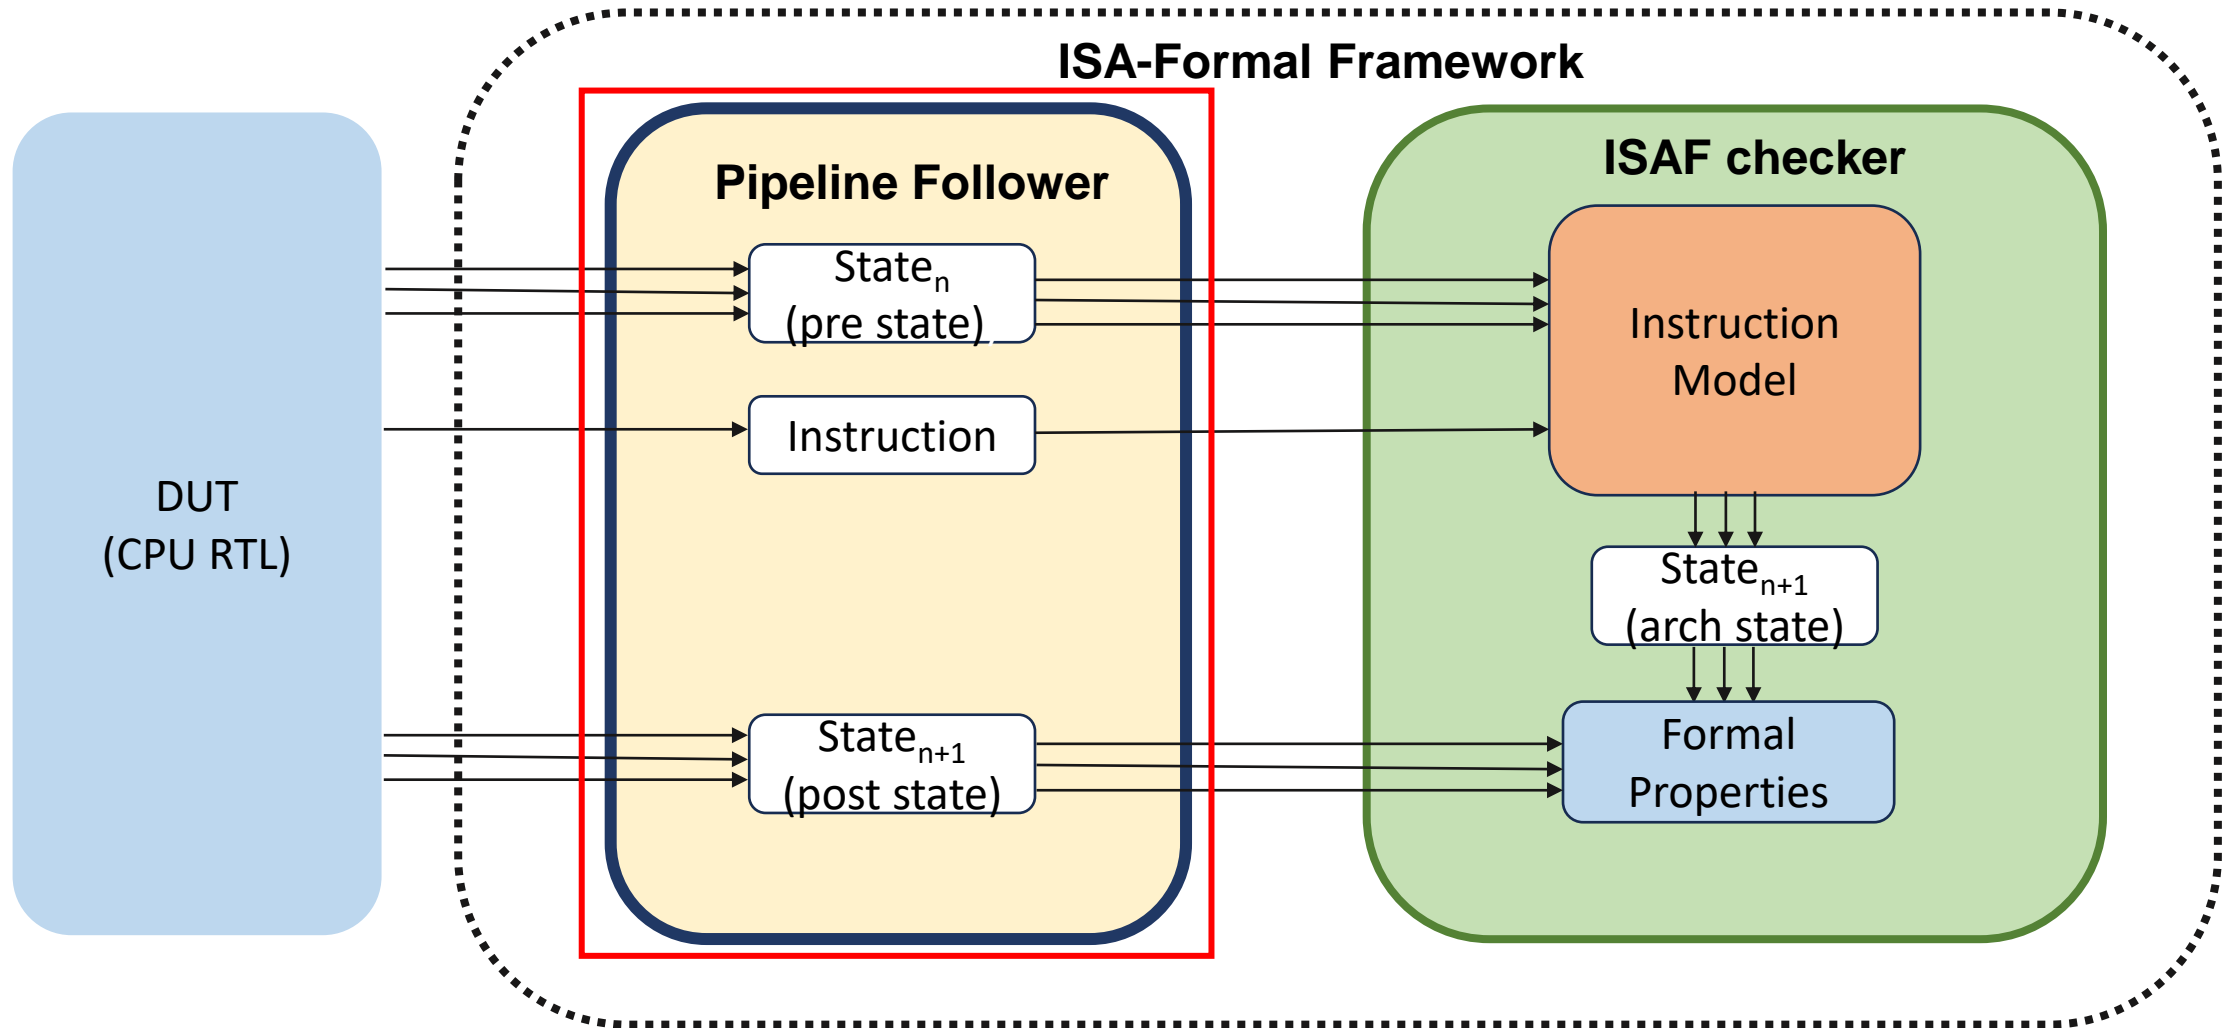 ISA-Formal Framework
DUT
(CPU RTL)
Pipeline Follower
Stateₙ
(pre state)
Instruction
Stateₙ₊₁
(post state)
ISAF checker
Instruction
Model
Stateₙ₊₁
(arch state)
Formal
Properties